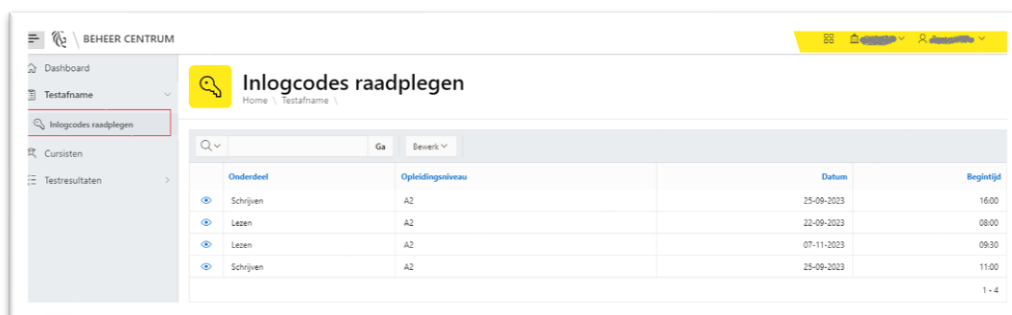 BEHEER CENTRUM
Dashboard
Testafname
Inlogcodes raadplegen
Cursisten
Testresultaten
Inlogcodes raadplegen
Home \ Testafname \
Ga Bewerk
Onderdeel Opleidingsniveau Datum Begintijd
Schrijven A2 25-09-2023 16:00
Lezen A2 22-09-2023 08:00
Lezen A2 07-11-2023 09:30
Schrijven A2 25-09-2023 11:00
1 - 4